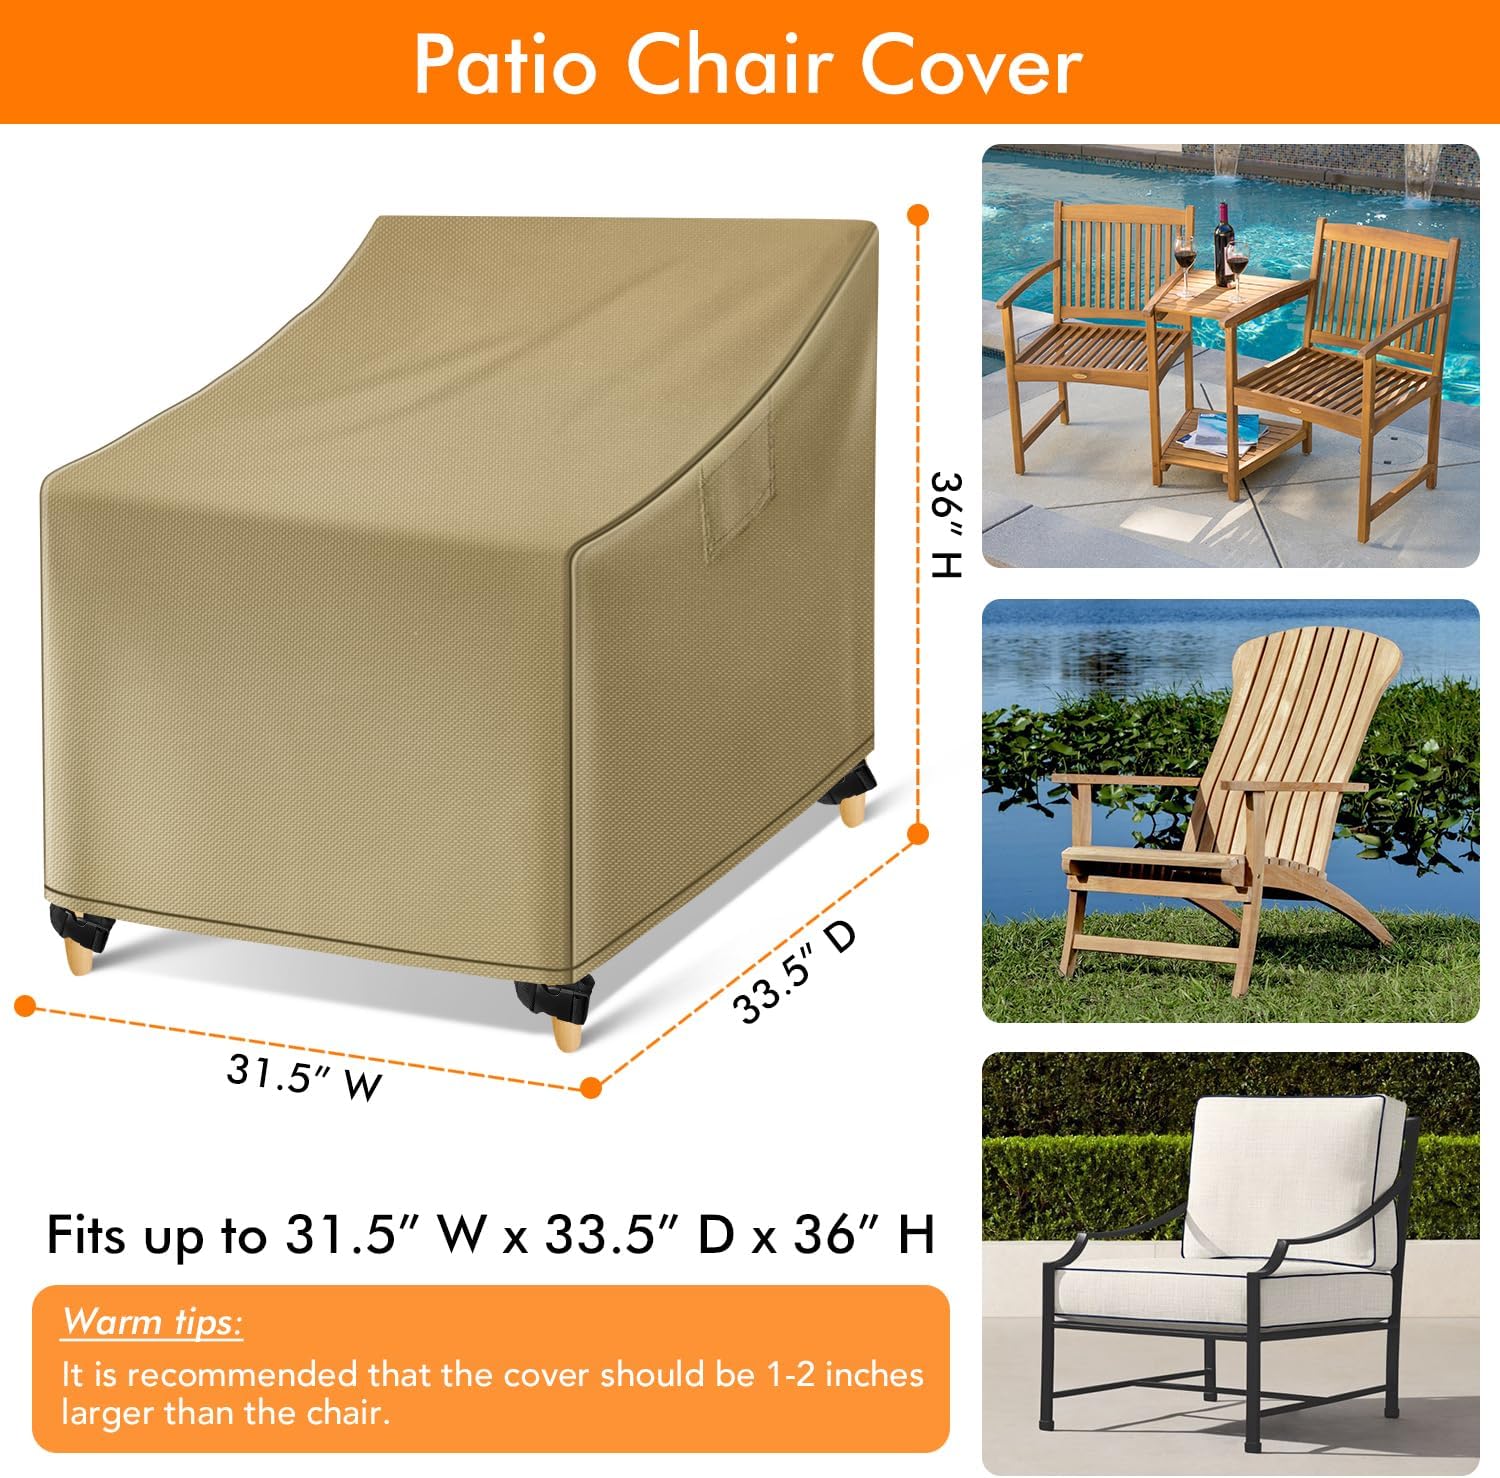 Patio Chair Cover
36" H
33.5" D
31.5" W
Fits up to 31.5" W x 33.5" D x 36" H
Warm tips:
It is recommended that the cover should be 1-2 inches
larger than the chair.